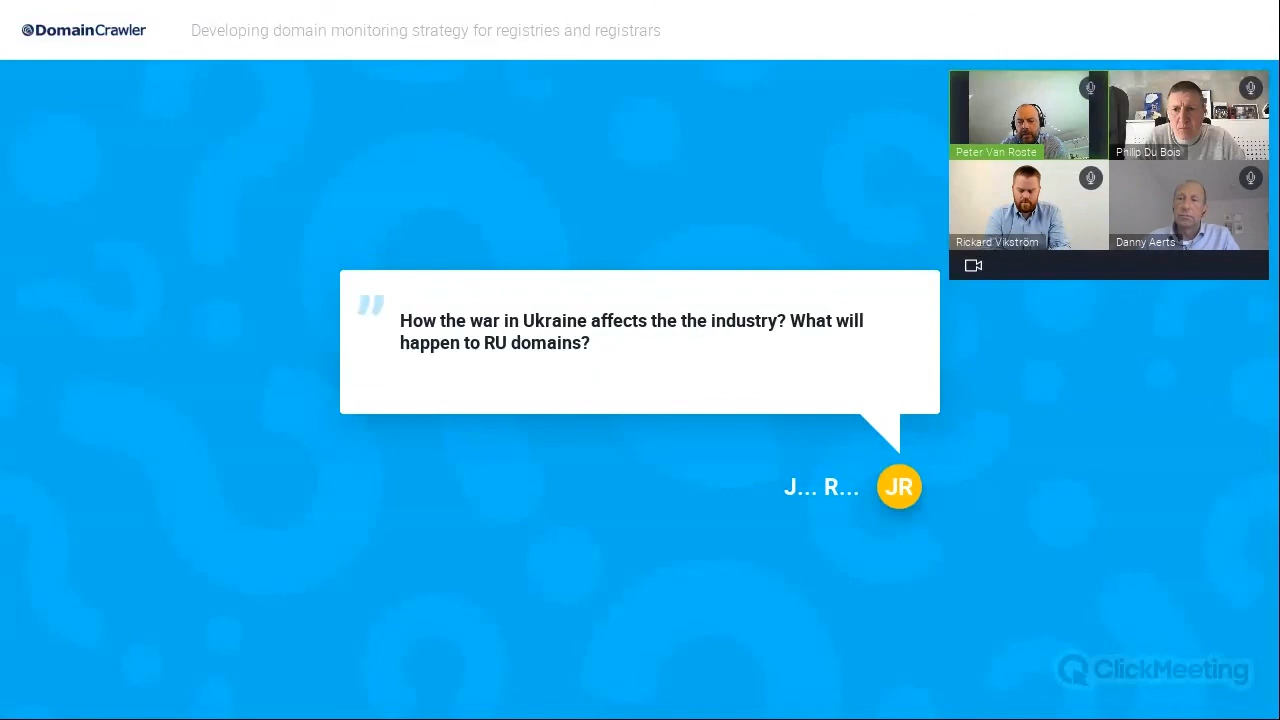 DomainCrawler
Developing domain monitoring strategy for registries and registrars
Peter Van Roste
Philip Du Bois
Rickard Vikström
Danny Aerts
How the war in Ukraine affects the the industry? What will
happen to RU domains?
J... R...
JR
ClickMeeting